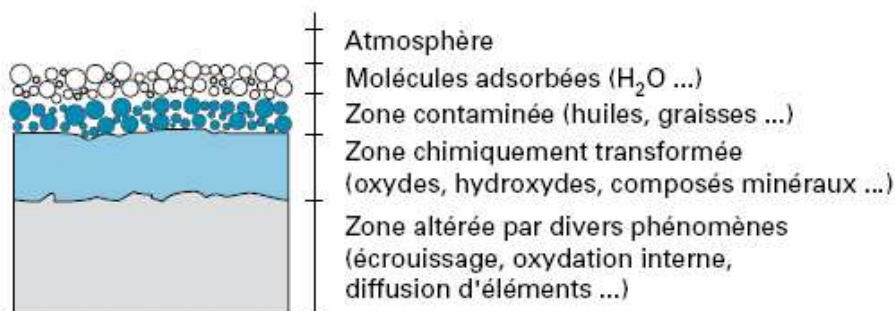 Atmosphère
Molécules adsorbées (H₂O ...)
Zone contaminée (huiles, graisses ...)
Zone chimiquement transformée
(oxydes, hydroxydes, composés minéraux ...)
Zone altérée par divers phénomènes
(écrouissage, oxydation interne,
diffusion d'éléments ...)